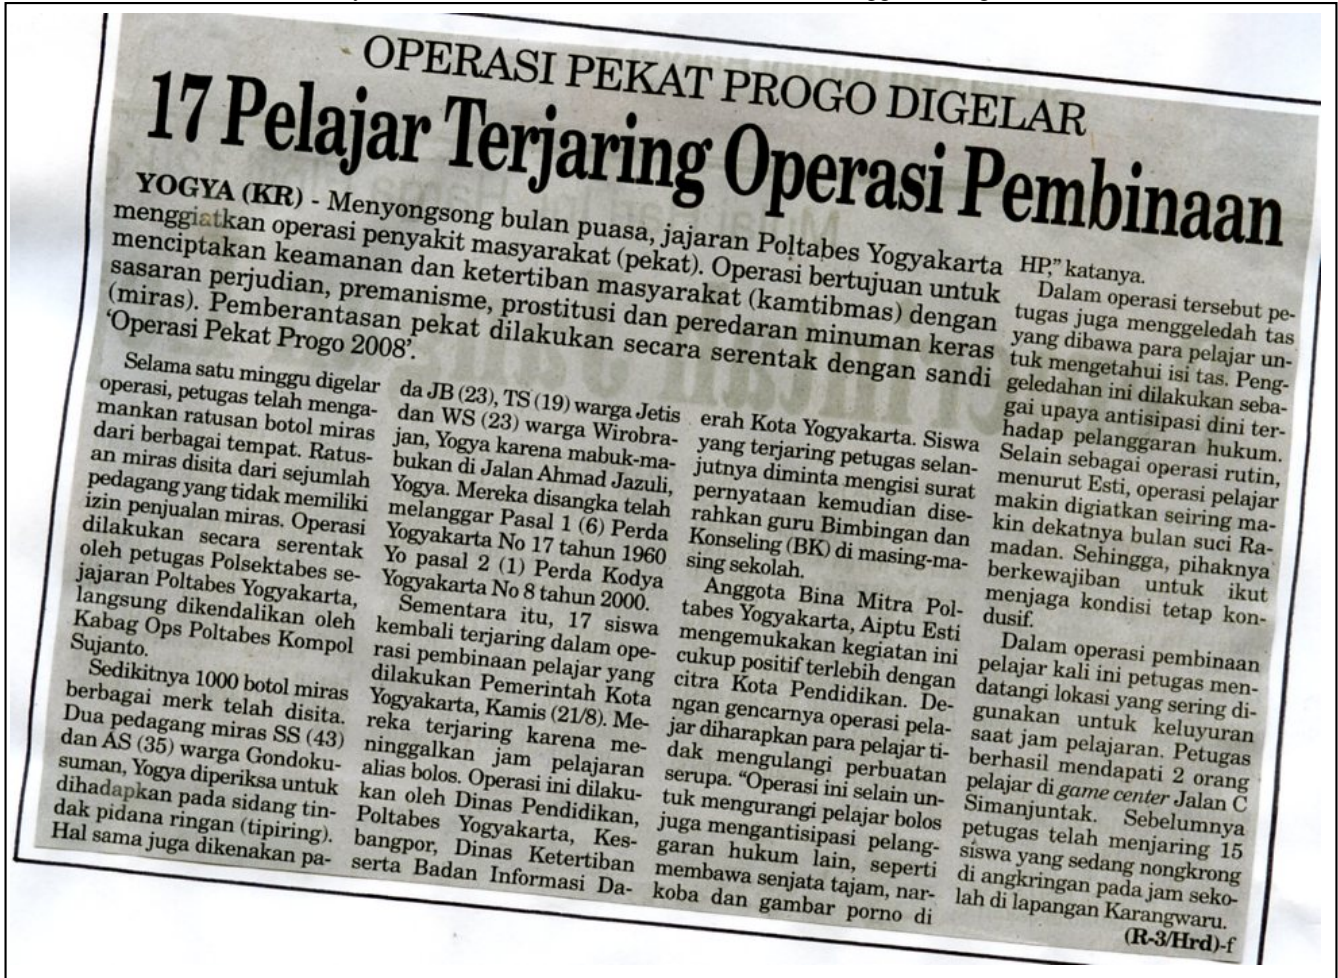 OPERASI PEKAT PROGO DIGELAR
17 Pelajar Terjaring Operasi Pembinaan
YOGYA (KR) - Menyongsong bulan puasa, jajaran Poltabes Yogyakarta
menggiatkan operasi penyakit masyarakat (pekat). Operasi bertujuan untuk
menciptakan keamanan dan ketertiban masyarakat (kamtibmas) dengan
sasaran perjudian, premanisme, prostitusi dan peredaran minuman keras
(miras). Pemberantasan pekat dilakukan secara serentak dengan sandi
'Operasi Pekat Progo 2008'.
Selama satu minggu digelar
operasi, petugas telah menga-
mankan ratusan botol miras
dari berbagai tempat. Ratus-
an miras disita dari sejumlah
pedagang yang tidak memiliki
izin penjualan miras. Operasi
dilakukan secara serentak
oleh petugas Polsektabes se-
jajaran Poltabes Yogyakarta,
langsung dikendalikan oleh
Kabag Ops Poltabes Kompol
Sujanto.
Sedikitnya 1000 botol miras
berbagai merk telah disita.
Dua pedagang miras SS (43)
dan AS (35) warga Gondoku-
suman, Yogya diperiksa untuk
dihadapkan pada sidang tin-
dak pidana ringan (tipiring).
Hal sama juga dikenakan pa-
da JB (23), TS (19) warga Jetis
dan WS (23) warga Wirobra-
jan, Yogya karena mabuk-ma-
bukan di Jalan Ahmad Jazuli,
Yogya. Mereka disangka telah
melanggar Pasal 1 (6) Perda
Yogyakarta No 17 tahun 1960
Yo pasal 2 (1) Perda Kodya
Yogyakarta No 8 tahun 2000.
Sementara itu, 17 siswa
kembali terjaring dalam ope-
rasi pembinaan pelajar yang
dilakukan Pemerintah Kota
Yogyakarta, Kamis (21/8). Me-
reka terjaring karena me-
ninggalkan jam pelajaran
alias bolos. Operasi ini dilaku-
kan oleh Dinas Pendidikan,
Poltabes Yogyakarta, Kes-
bangpor, Dinas Ketertiban
serta Badan Informasi Da-
erah Kota Yogyakarta. Siswa
yang terjaring petugas selan-
jutnya diminta mengisi surat
pernyataan kemudian dise-
rahkan guru Bimbingan dan
Konseling (BK) di masing-ma-
sing sekolah.
Anggota Bina Mitra Pol-
tabes Yogyakarta, Aiptu Esti
mengemukakan kegiatan ini
cukup positif terlebih dengan
citra Kota Pendidikan. De-
ngan gencarnya operasi pela-
jar diharapkan para pelajar ti-
dak mengulangi perbuatan
serupa. "Operasi ini selain un-
tuk mengurangi pelajar bolos
juga mengantisipasi pelang-
garan hukum lain, seperti
membawa senjata tajam, nar-
koba dan gambar porno di
HP," katanya.
Dalam operasi tersebut pe-
tugas juga menggeledah tas
yang dibawa para pelajar un-
tuk mengetahui isi tas. Peng-
geledahan ini dilakukan seba-
gai upaya antisipasi dini ter-
hadap pelanggaran hukum.
Selain sebagai operasi rutin,
menurut Esti, operasi pelajar
makin digiatkan seiring ma-
kin dekatnya bulan suci Ra-
madan. Sehingga, pihaknya
berkewajiban untuk ikut
menjaga kondisi tetap kon-
dusif.
Dalam operasi pembinaan
pelajar kali ini petugas men-
datangi lokasi yang sering di-
gunakan untuk keluyuran
saat jam pelajaran. Petugas
berhasil mendapati 2 orang
pelajar di game center Jalan C
Simanjuntak. Sebelumnya
petugas telah menjaring 15
siswa yang sedang nongkrong
di angkringan pada jam seko-
lah di lapangan Karangwaru.
(R-3/Hrd)-f